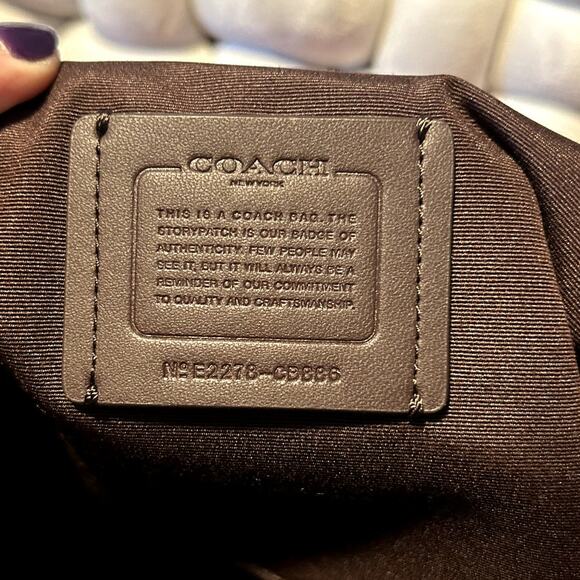 COACH
NEW YORK
THIS IS A COACH BAG. THE
STORYPATCH IS OUR BADGE OF
AUTHENTICITY. FEW PEOPLE MAY
SEE IT, BUT IT WILL ALWAYS BE A
REMINDER OF OUR COMMITMENT
TO QUALITY AND CRAFTSMANSHIP.